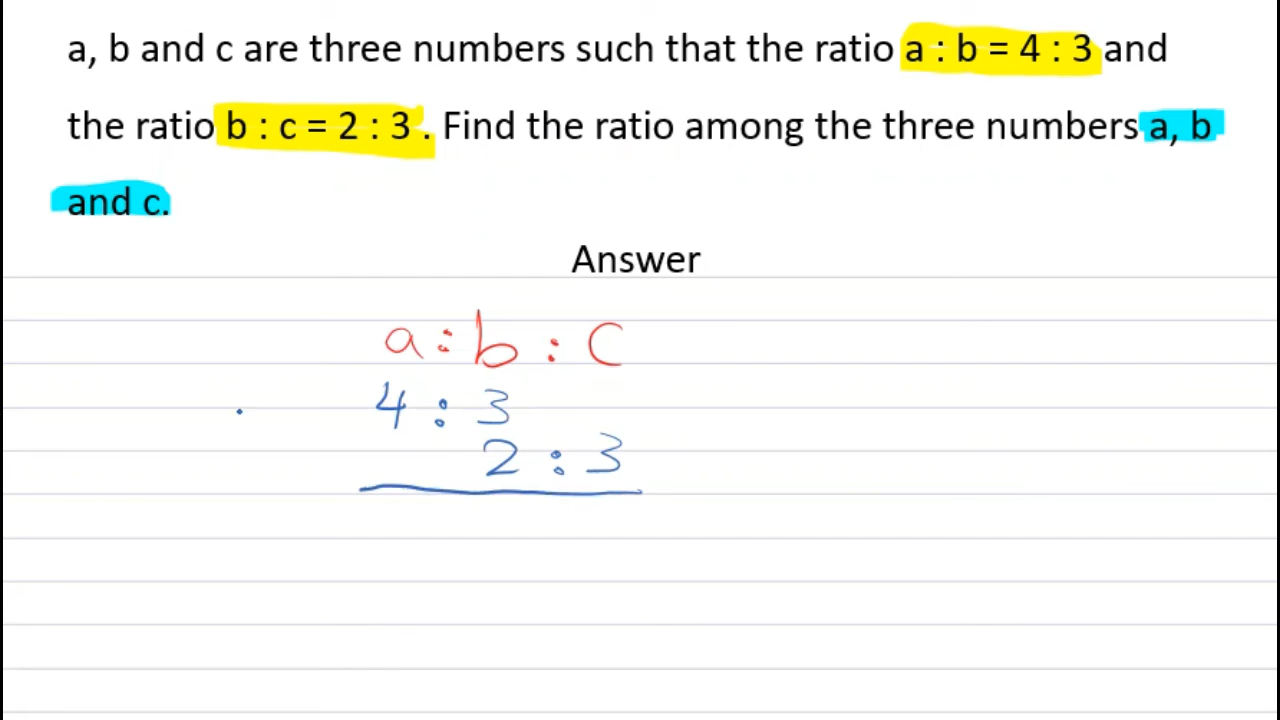 a, b and c are three numbers such that the ratio a : b = 4 : 3 and
the ratio b : c = 2 : 3 . Find the ratio among the three numbers a, b
and c.
Answer
a : b : c
4 : 3
2 : 3